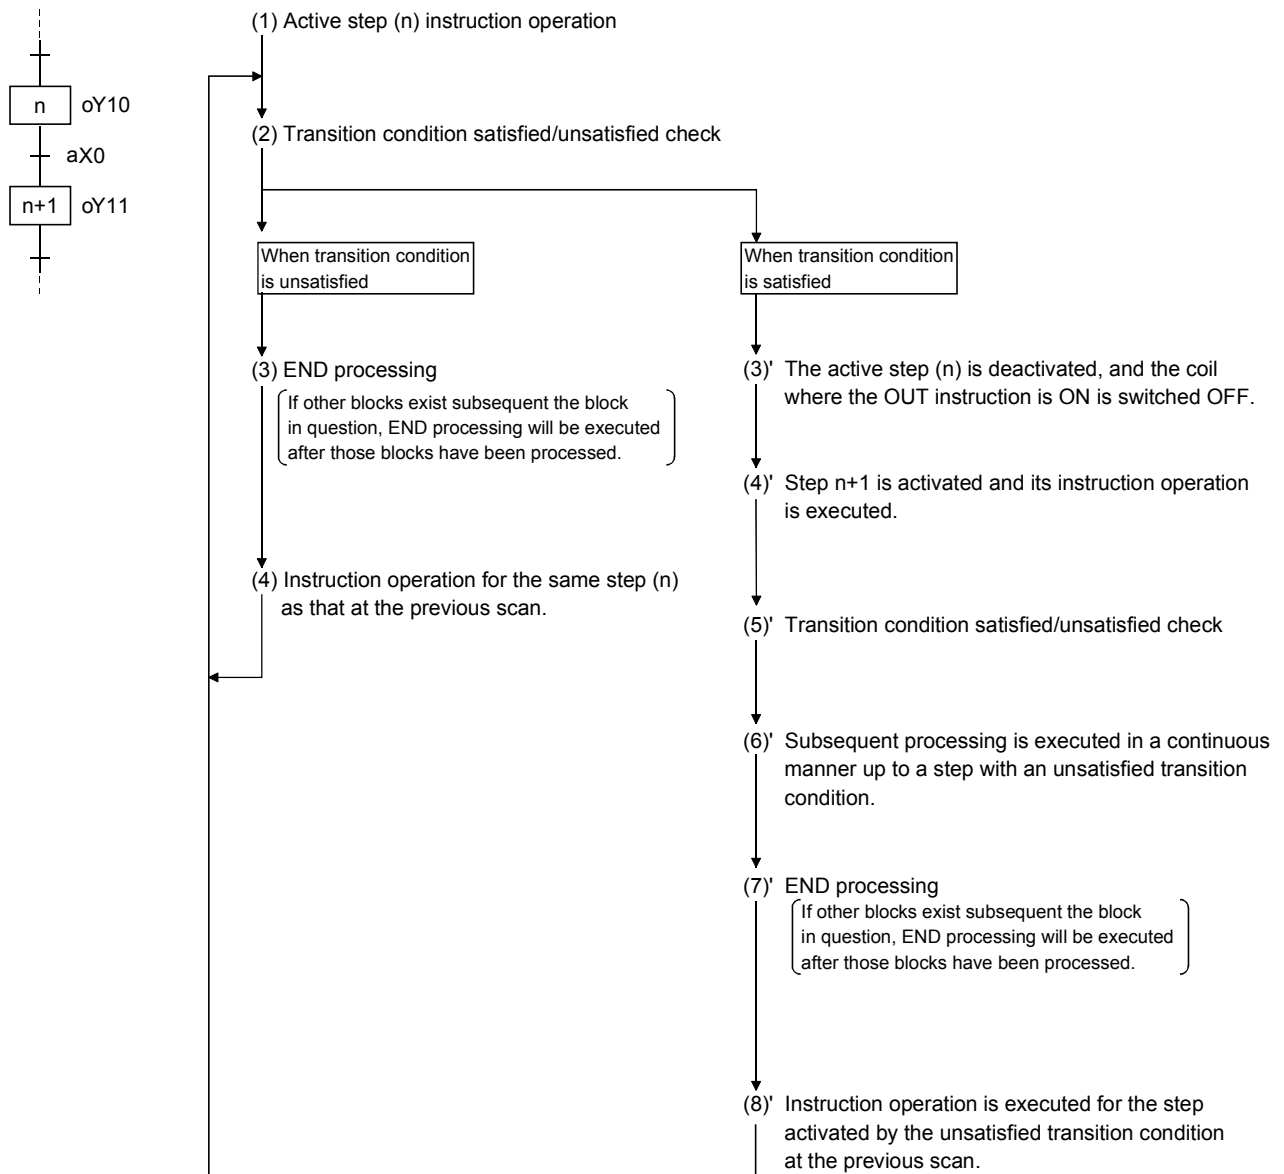 n
oY10
aX0
n+1
oY11
(1) Active step (n) instruction operation
(2) Transition condition satisfied/unsatisfied check
When transition condition
is unsatisfied
(3) END processing
If other blocks exist subsequent the block
in question, END processing will be executed
after those blocks have been processed.
(4) Instruction operation for the same step (n)
as that at the previous scan.
When transition condition
is satisfied
(3)' The active step (n) is deactivated, and the coil
where the OUT instruction is ON is switched OFF.
(4)' Step n+1 is activated and its instruction operation
is executed.
(5)' Transition condition satisfied/unsatisfied check
(6)' Subsequent processing is executed in a continuous
manner up to a step with an unsatisfied transition
condition.
(7)' END processing
If other blocks exist subsequent the block
in question, END processing will be executed
after those blocks have been processed.
(8)' Instruction operation is executed for the step
activated by the unsatisfied transition condition
at the previous scan.